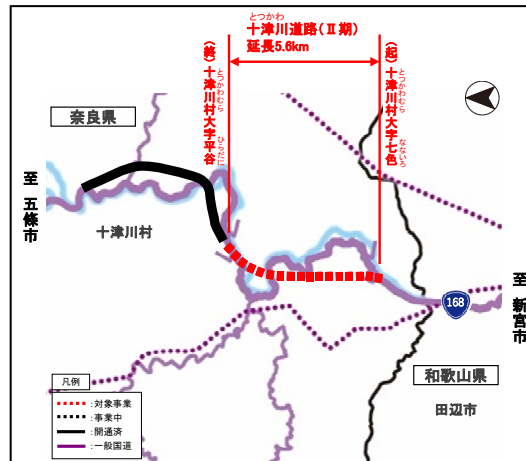 とつかわ
十津川道路(Ⅱ期)
延長5.6km
(終)十津川村大字平谷
とつかわむら
ひらだに
(起)十津川村大字七色
とつかわむら
なないろ
奈良県
至 五條市
十津川村
168
至 新宮市
和歌山県
田辺市
凡例
:対象事業
:事業中
:開通済
:一般国道